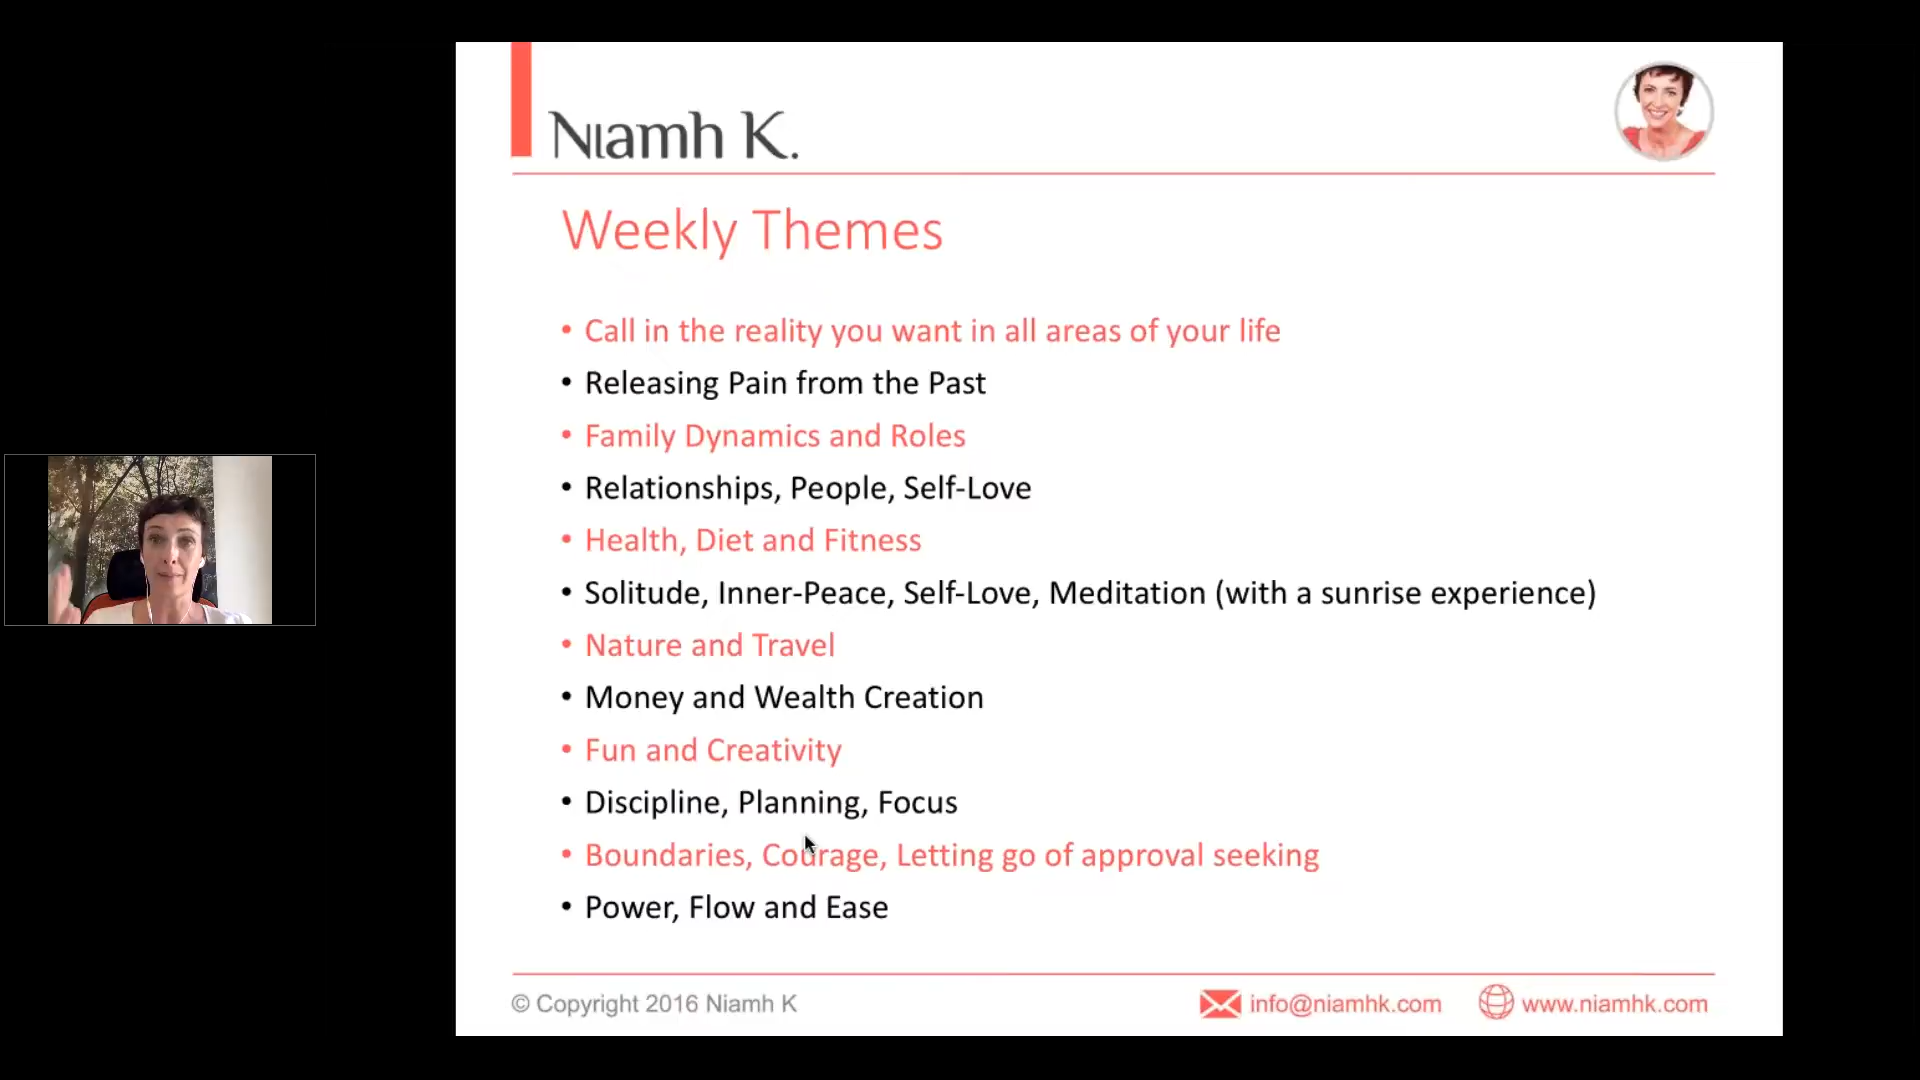 Niamh K.
Weekly Themes
• Call in the reality you want in all areas of your life
• Releasing Pain from the Past
• Family Dynamics and Roles
• Relationships, People, Self-Love
• Health, Diet and Fitness
• Solitude, Inner-Peace, Self-Love, Meditation (with a sunrise experience)
• Nature and Travel
• Money and Wealth Creation
• Fun and Creativity
• Discipline, Planning, Focus
• Boundaries, Courage, Letting go of approval seeking
• Power, Flow and Ease
© Copyright 2016 Niamh K
info@niamhk.com
www.niamhk.com